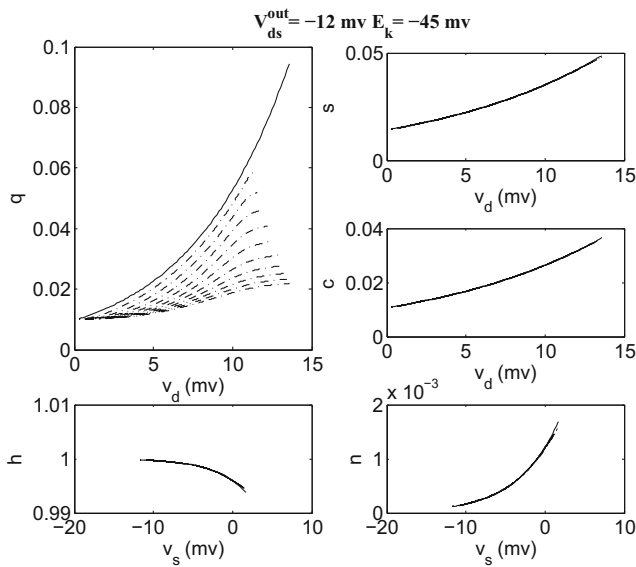 V_ds^out = −12 mv E_k = −45 mv
0.1
0.08
0.06
0.04
0.02
0
q
0 5 10 15
v_d (mv)
0.05
0
s
0 5 10 15
v_d (mv)
0.04
0.02
0
c
0 5 10 15
v_d (mv)
1.01
1
0.99
h
−20 −10 0 10
v_s (mv)
2 x 10^−3
1
0
n
−20 −10 0 10
v_s (mv)